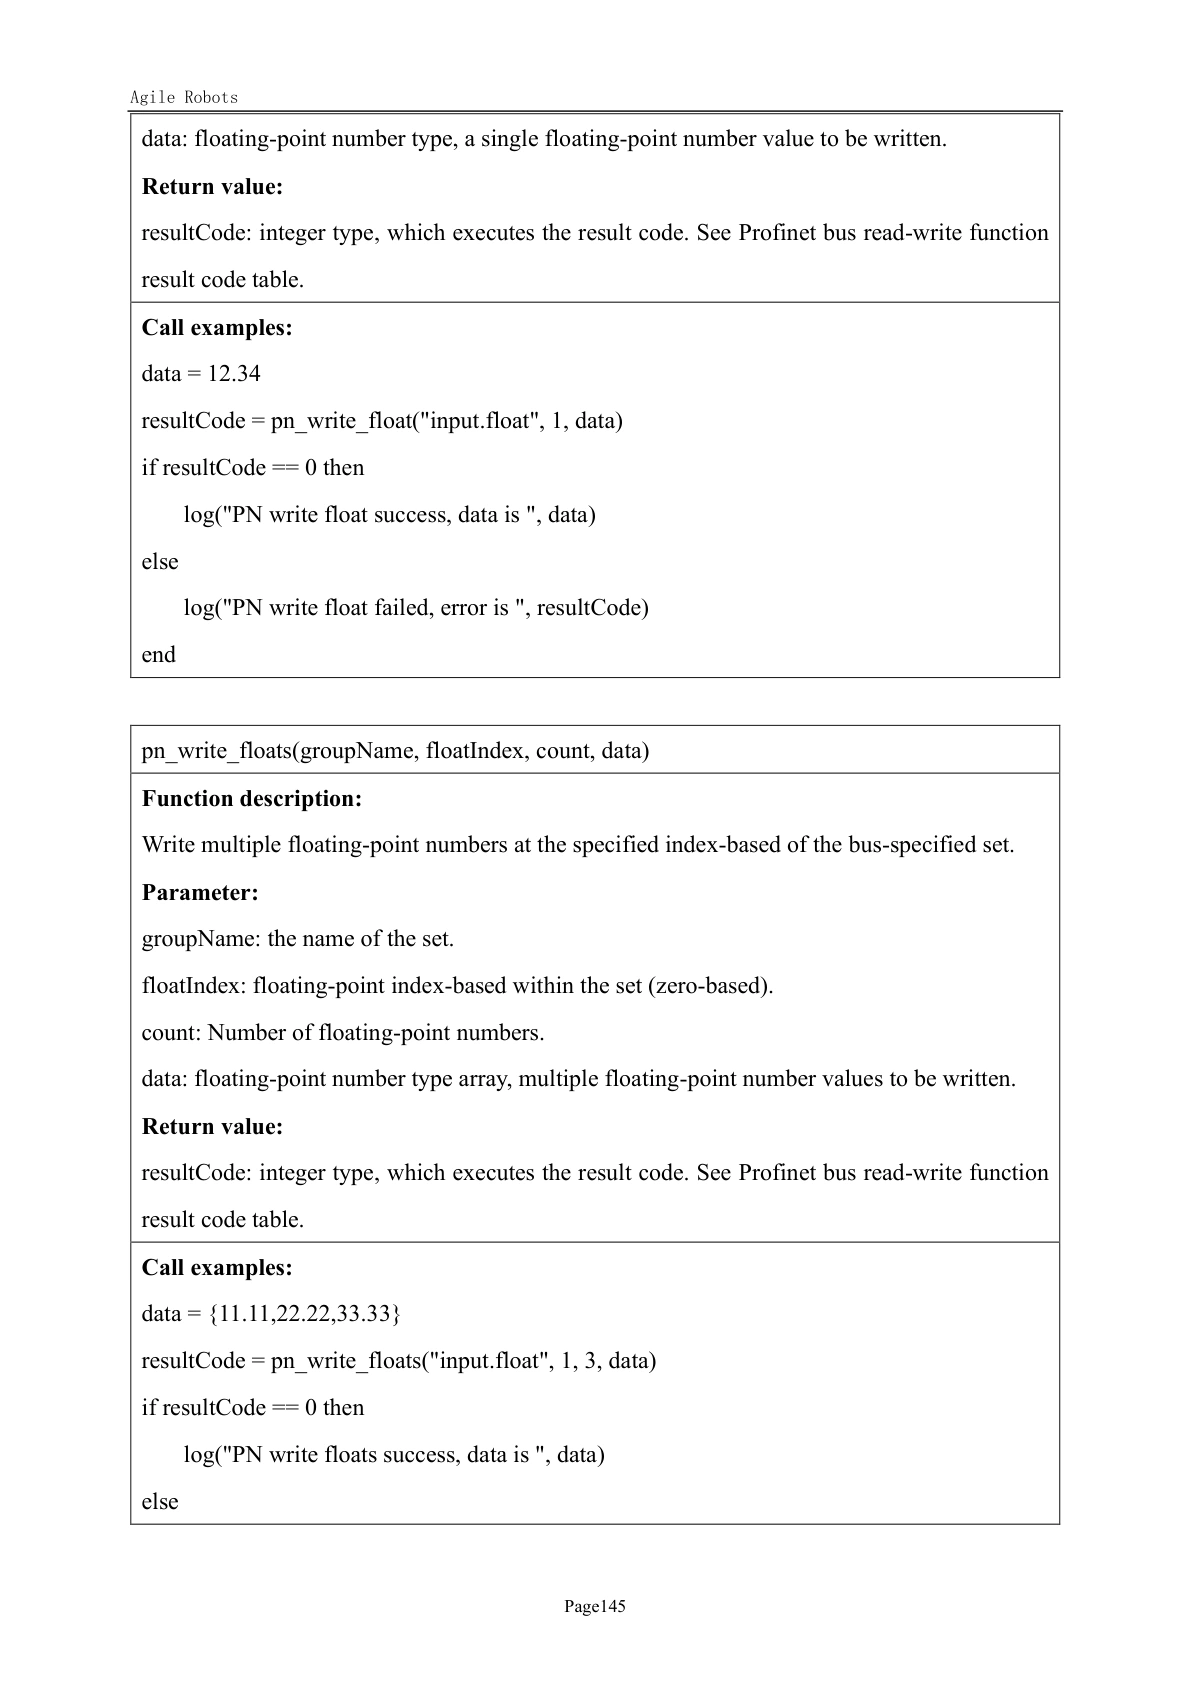 Agile Robots
data: floating-point number type, a single floating-point number value to be written.
Return value:
resultCode: integer type, which executes the result code. See Profinet bus read-write function
result code table.
Call examples:
data = 12.34
resultCode = pn_write_float("input.float", 1, data)
if resultCode == 0 then
log("PN write float success, data is ", data)
else
log("PN write float failed, error is ", resultCode)
end
pn_write_floats(groupName, floatIndex, count, data)
Function description:
Write multiple floating-point numbers at the specified index-based of the bus-specified set.
Parameter:
groupName: the name of the set.
floatIndex: floating-point index-based within the set (zero-based).
count: Number of floating-point numbers.
data: floating-point number type array, multiple floating-point number values to be written.
Return value:
resultCode: integer type, which executes the result code. See Profinet bus read-write function
result code table.
Call examples:
data = {11.11,22.22,33.33}
resultCode = pn_write_floats("input.float", 1, 3, data)
if resultCode == 0 then
log("PN write floats success, data is ", data)
else
Page145